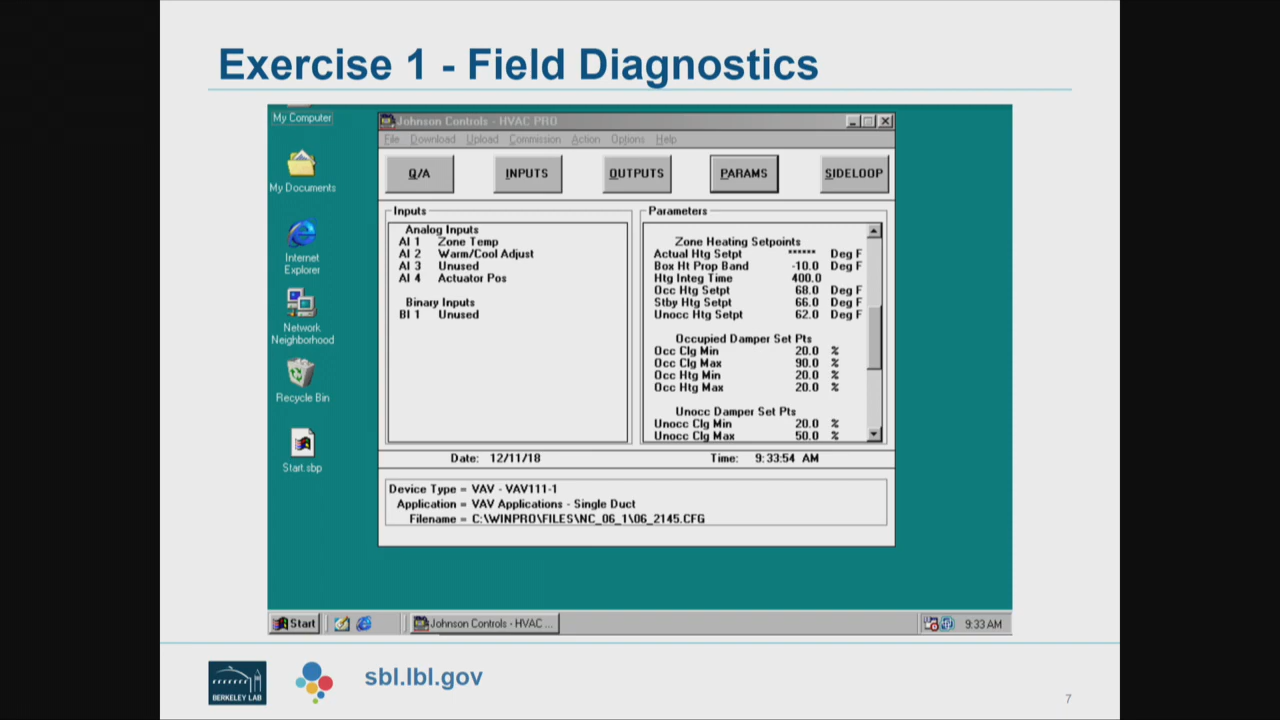 Exercise 1 - Field Diagnostics
My Computer
My Documents
Internet
Explorer
Network
Neighborhood
Recycle Bin
Start.sbp
Johnson Controls - HVAC PRO
File Download Upload Commission Action Options Help
Q/A INPUTS OUTPUTS PARAMS SIDELOOP
Inputs
Analog Inputs
AI 1 Zone Temp
AI 2 Warm/Cool Adjust
AI 3 Unused
AI 4 Actuator Pos
Binary Inputs
BI 1 Unused
Parameters
Zone Heating Setpoints
Actual Htg Setpt ****** Deg F
Box Ht Prop Band -10.0 Deg F
Htg Integ Time 400.0
Occ Htg Setpt 68.0 Deg F
Stby Htg Setpt 66.0 Deg F
Unocc Htg Setpt 62.0 Deg F
Occupied Damper Set Pts
Occ Clg Min 20.0 %
Occ Clg Max 90.0 %
Occ Htg Min 20.0 %
Occ Htg Max 20.0 %
Unocc Damper Set Pts
Unocc Clg Min 20.0 %
Unocc Clg Max 50.0 %
Date: 12/11/18 Time: 9:33:54 AM
Device Type = VAV - VAV111-1
Application = VAV Applications - Single Duct
Filename = C:\WINPRO\FILES\NC_06_1\06_2145.CFG
Start Johnson Controls - HVAC ... 9:33 AM
BERKELEY LAB
sbl.lbl.gov
7